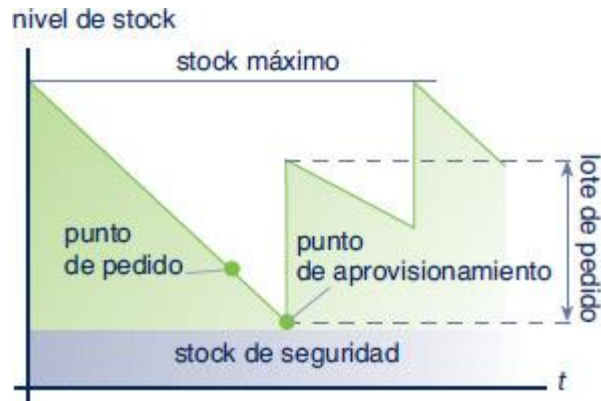 nivel de stock
stock máximo
punto
de pedido
punto
de aprovisionamiento
lote de pedido
stock de seguridad
t